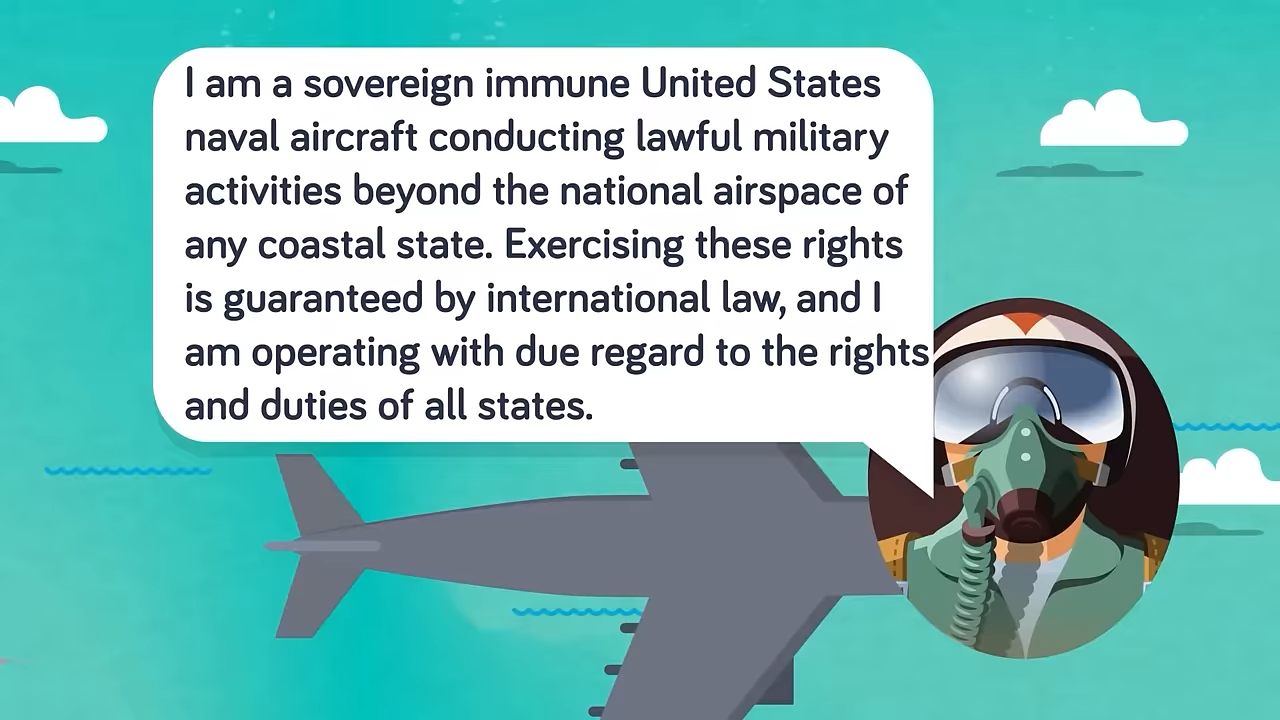 I am a sovereign immune United States
naval aircraft conducting lawful military
activities beyond the national airspace of
any coastal state. Exercising these rights
is guaranteed by international law, and I
am operating with due regard to the rights
and duties of all states.